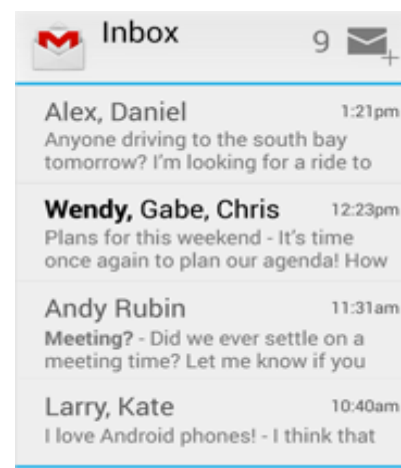 Inbox 9
Alex, Daniel 1:21pm
Anyone driving to the south bay
tomorrow? I'm looking for a ride to
Wendy, Gabe, Chris 12:23pm
Plans for this weekend - It's time
once again to plan our agenda! How
Andy Rubin 11:31am
Meeting? - Did we ever settle on a
meeting time? Let me know if you
Larry, Kate 10:40am
I love Android phones! - I think that